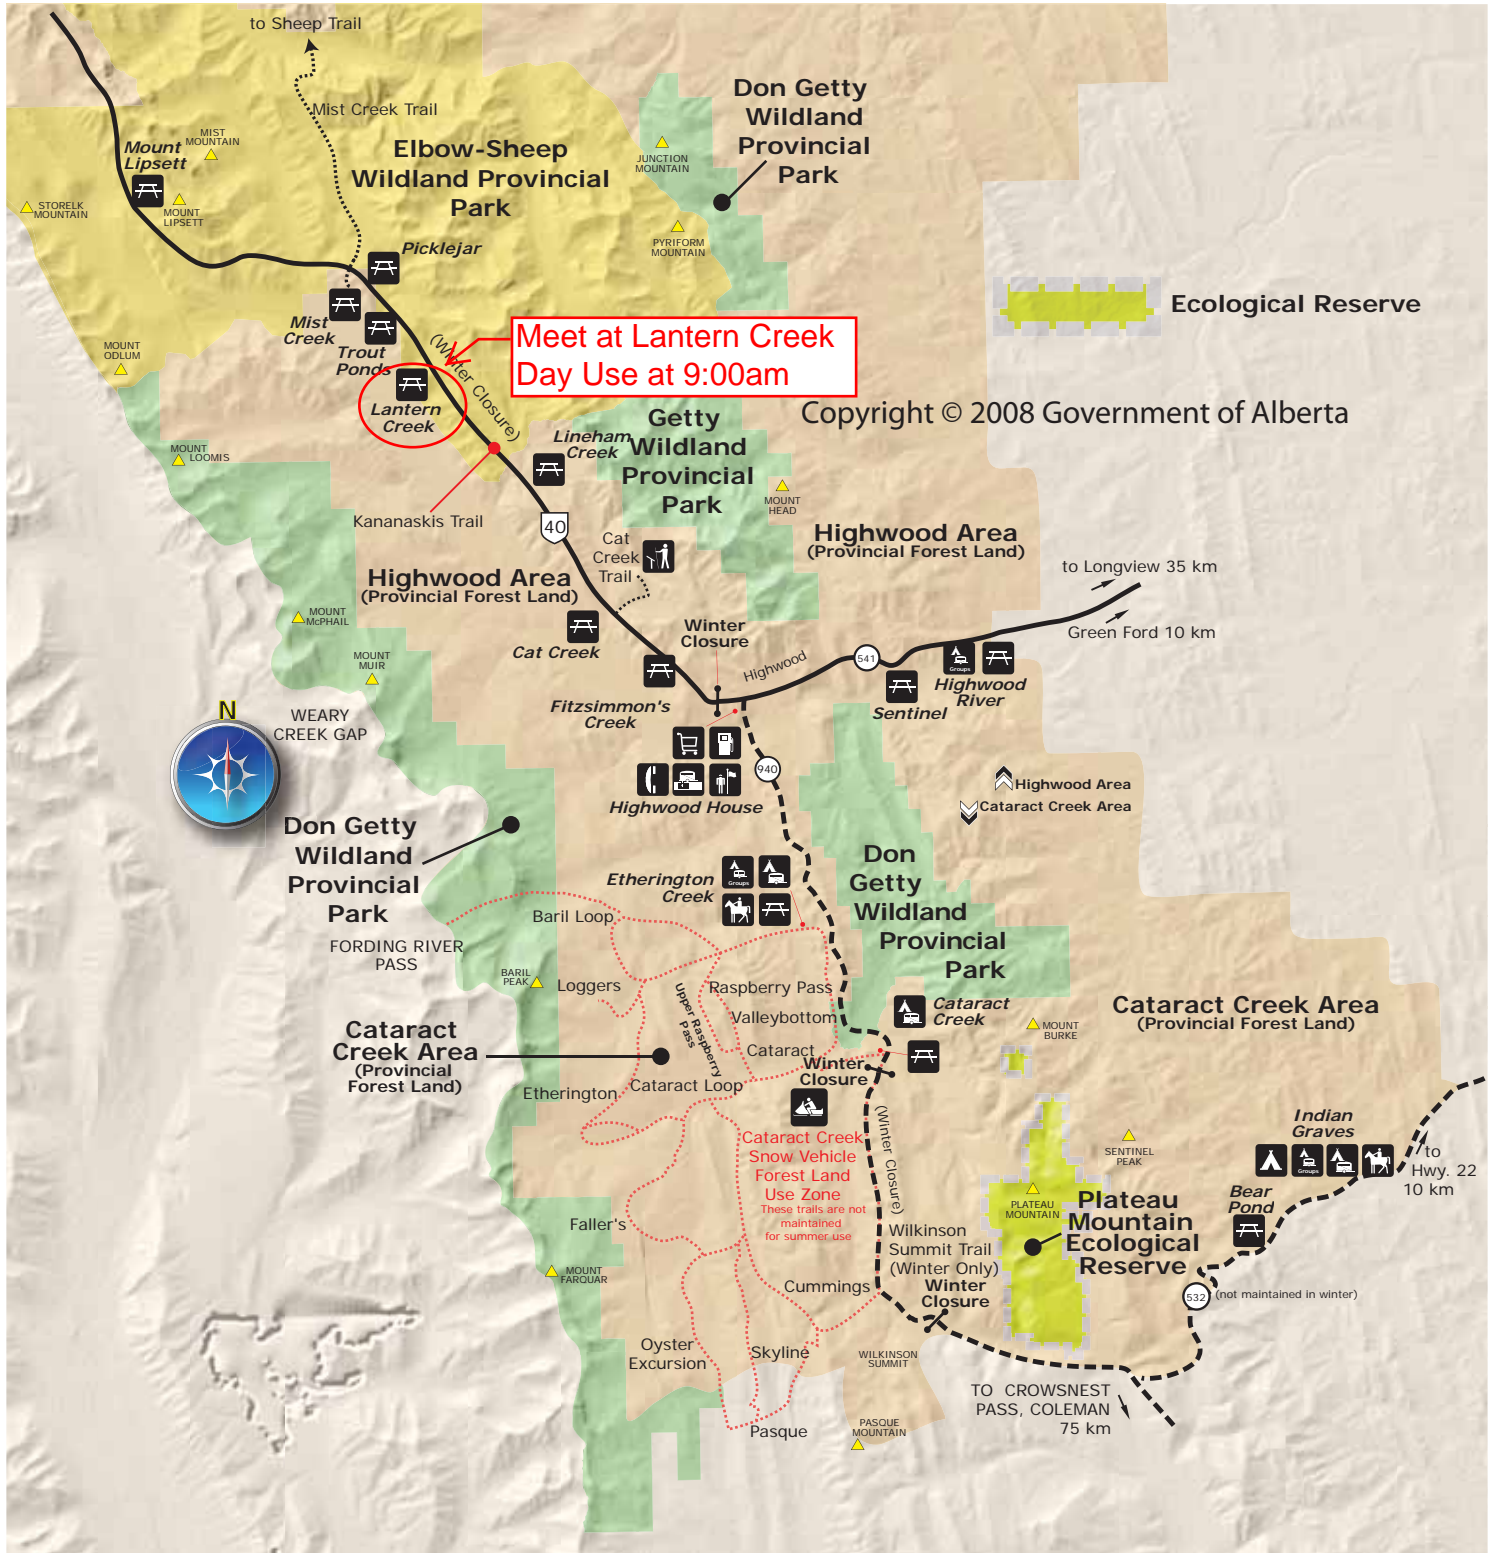 to Sheep Trail
Mist Creek Trail
Don Getty
Wildland
Provincial
Park
MIST
MOUNTAIN
Mount
Lipsett
Elbow-Sheep
Wildland Provincial
Park
JUNCTION
MOUNTAIN
STORELK
MOUNTAIN
MOUNT
LIPSETT
Picklejar
PYRIFORM
MOUNTAIN
Ecological Reserve
Mist
Creek
Trout
Ponds
MOUNT
ODLUM
(Winter Closure)
Meet at Lantern Creek
Day Use at 9:00am
Lantern
Creek
Getty
Wildland
Provincial
Park
Copyright © 2008 Government of Alberta
Lineham
Creek
MOUNT
LOOMIS
MOUNT
HEAD
Kananaskis Trail
40
Cat
Creek
Trail
Highwood Area
(Provincial Forest Land)
Highwood Area
(Provincial Forest Land)
to Longview 35 km
Green Ford 10 km
MOUNT
McPHAIL
Cat Creek
Winter
Closure
MOUNT
MUIR
Highwood
541
Groups
Highwood
River
Sentinel
Fitzsimmon's
Creek
N
WEARY
CREEK GAP
940
Highwood House
Highwood Area
Cataract Creek Area
Don Getty
Wildland
Provincial
Park
Don
Getty
Wildland
Provincial
Park
Etherington
Creek
Groups
Baril Loop
FORDING RIVER
PASS
BARIL
PEAK
Loggers
Upper Raspberry
Pass
Raspberry Pass
Valleybottom
Cataract
Cataract
Creek
Cataract Creek Area
(Provincial Forest Land)
MOUNT
BURKE
Cataract
Creek Area
(Provincial
Forest Land)
Winter
Closure
Etherington
Cataract Loop
(Winter Closure)
Cataract Creek
Snow Vehicle
Forest Land
Use Zone
These trails are not
maintained
for summer use
SENTINEL
PEAK
Indian
Graves
Groups
to
Hwy. 22
10 km
Bear
Pond
PLATEAU
MOUNTAIN
Plateau
Mountain
Ecological
Reserve
Faller's
Wilkinson
Summit Trail
(Winter Only)
MOUNT
FARQUAR
Cummings
Winter
Closure
532
(not maintained in winter)
Oyster
Excursion
Skyline
WILKINSON
SUMMIT
TO CROWSNEST
PASS, COLEMAN
75 km
Pasque
PASQUE
MOUNTAIN